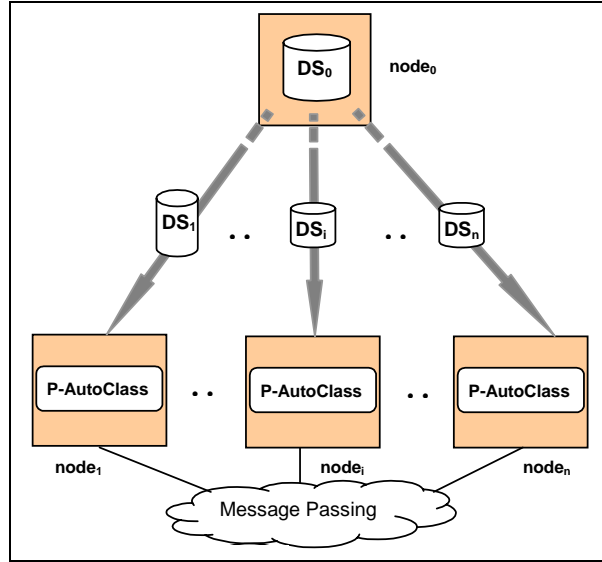 DS₀
node₀
DS₁
. .
DSᵢ
. .
DSₙ
P-AutoClass
. .
P-AutoClass
. .
P-AutoClass
node₁
nodeᵢ
nodeₙ
Message Passing